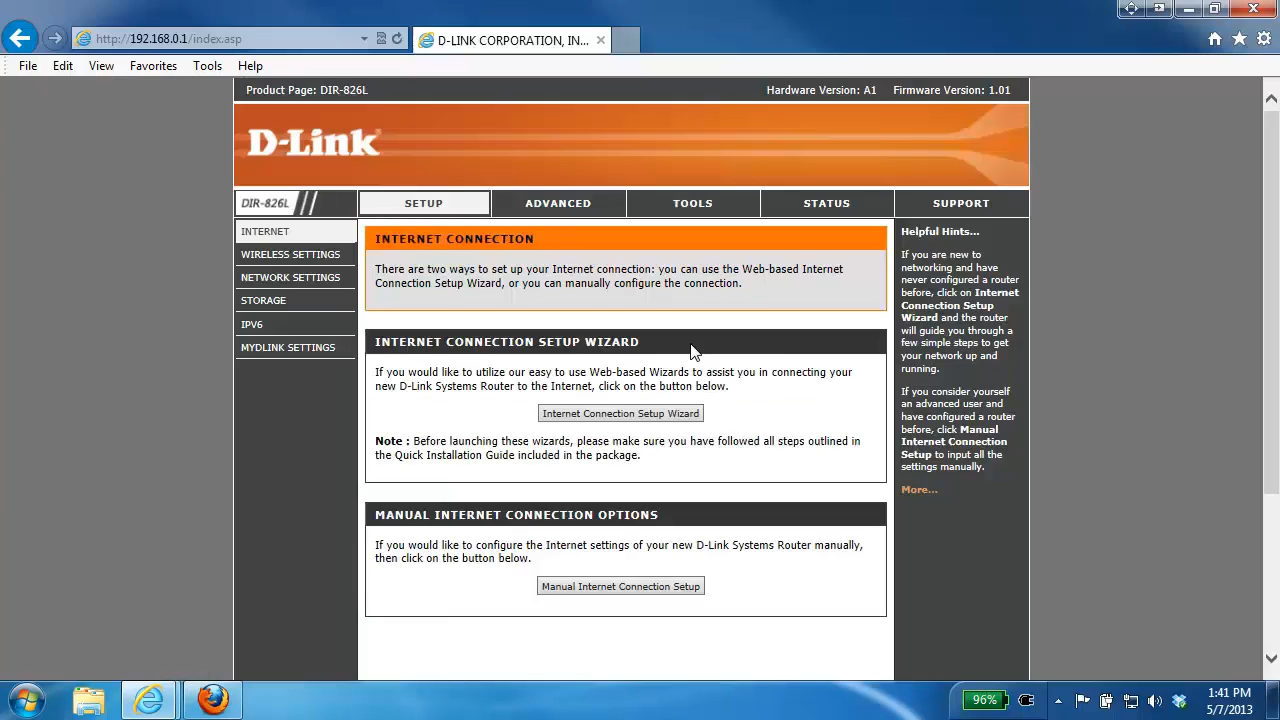 http://192.168.0.1/index.asp
D-LINK CORPORATION, IN...
File Edit View Favorites Tools Help
Product Page: DIR-826L
Hardware Version: A1 Firmware Version: 1.01
D-Link
DIR-826L
SETUP ADVANCED TOOLS STATUS SUPPORT
INTERNET
WIRELESS SETTINGS
NETWORK SETTINGS
STORAGE
IPV6
MYDLINK SETTINGS
INTERNET CONNECTION
There are two ways to set up your Internet connection: you can use the Web-based Internet
Connection Setup Wizard, or you can manually configure the connection.
INTERNET CONNECTION SETUP WIZARD
If you would like to utilize our easy to use Web-based Wizards to assist you in connecting your
new D-Link Systems Router to the Internet, click on the button below.
Internet Connection Setup Wizard
Note : Before launching these wizards, please make sure you have followed all steps outlined in
the Quick Installation Guide included in the package.
MANUAL INTERNET CONNECTION OPTIONS
If you would like to configure the Internet settings of your new D-Link Systems Router manually,
then click on the button below.
Manual Internet Connection Setup
Helpful Hints...
If you are new to
networking and have
never configured a router
before, click on Internet
Connection Setup
Wizard and the router
will guide you through a
few simple steps to get
your network up and
running.
If you consider yourself
an advanced user and
have configured a router
before, click Manual
Internet Connection
Setup to input all the
settings manually.
More...
96%
1:41 PM
5/7/2013